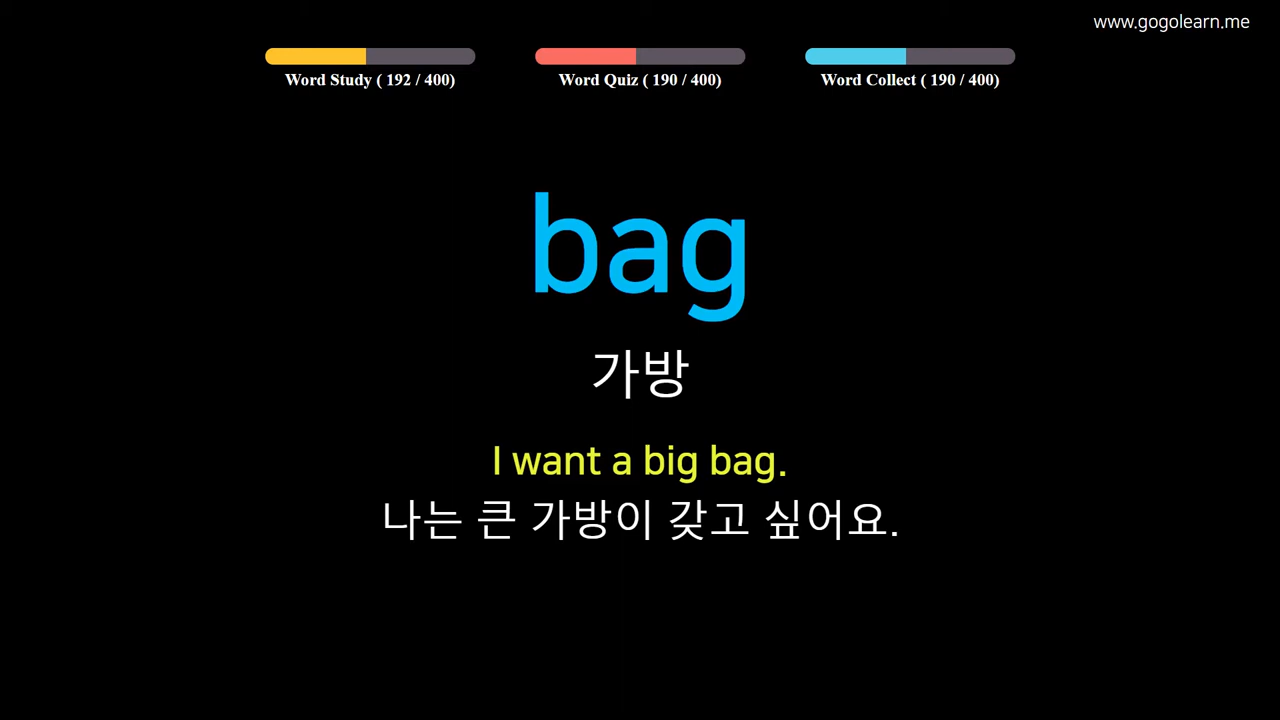 www.gogolearn.me
Word Study ( 192 / 400)
Word Quiz ( 190 / 400)
Word Collect ( 190 / 400)
bag
가방
I want a big bag.
나는 큰 가방이 갖고 싶어요.